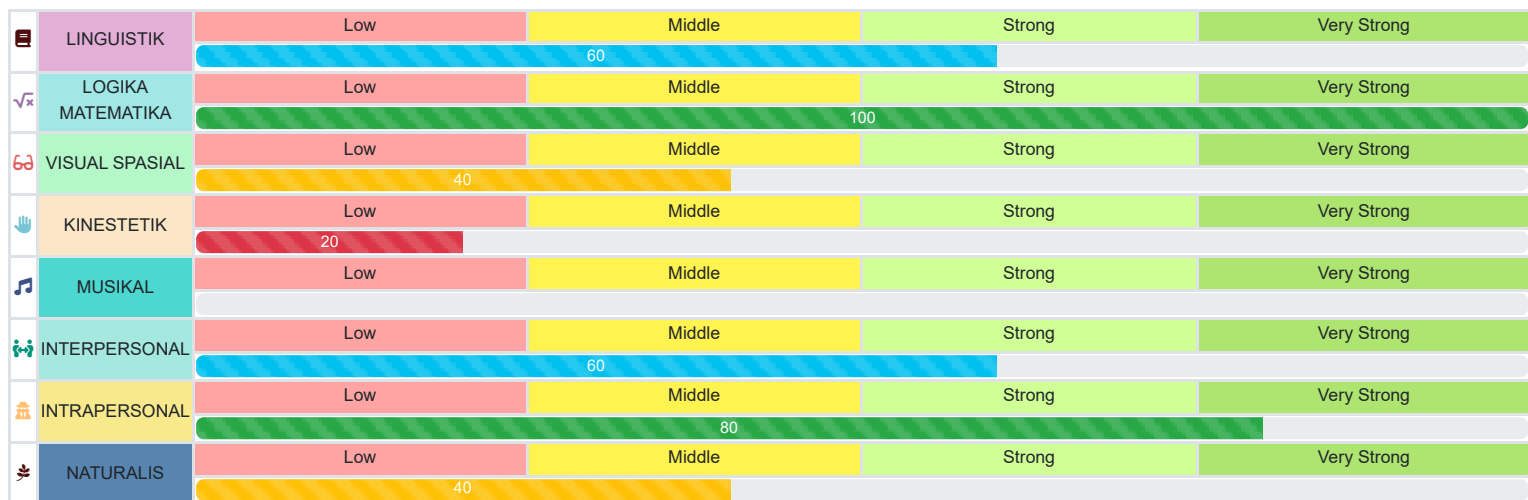 LINGUISTIK
Low Middle Strong Very Strong
60
LOGIKA
MATEMATIKA
Low Middle Strong Very Strong
100
VISUAL SPASIAL
Low Middle Strong Very Strong
40
KINESTETIK
Low Middle Strong Very Strong
20
MUSIKAL
Low Middle Strong Very Strong
INTERPERSONAL
Low Middle Strong Very Strong
60
INTRAPERSONAL
Low Middle Strong Very Strong
80
NATURALIS
Low Middle Strong Very Strong
40